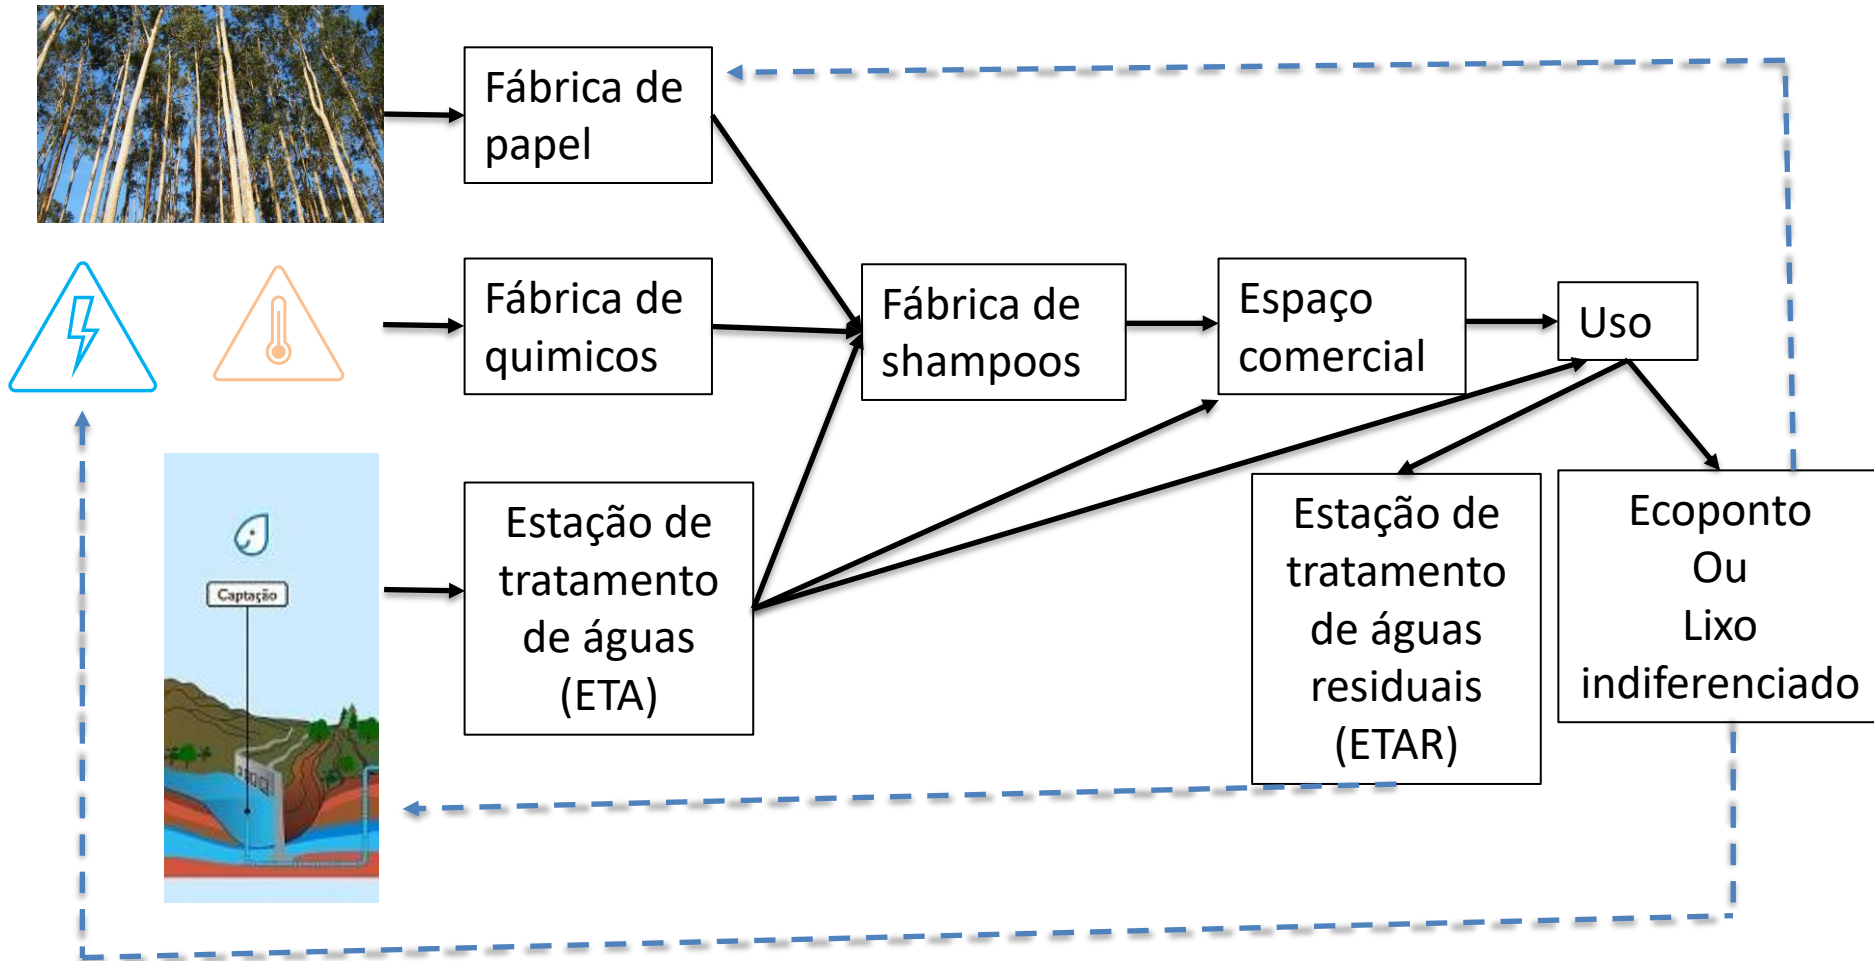 Fábrica de
papel
Fábrica de
quimicos
Fábrica de
shampoos
Espaço
comercial
Uso
Captação
Estação de
tratamento
de águas
(ETA)
Estação de
tratamento
de águas
residuais
(ETAR)
Ecoponto
Ou
Lixo
indiferenciado